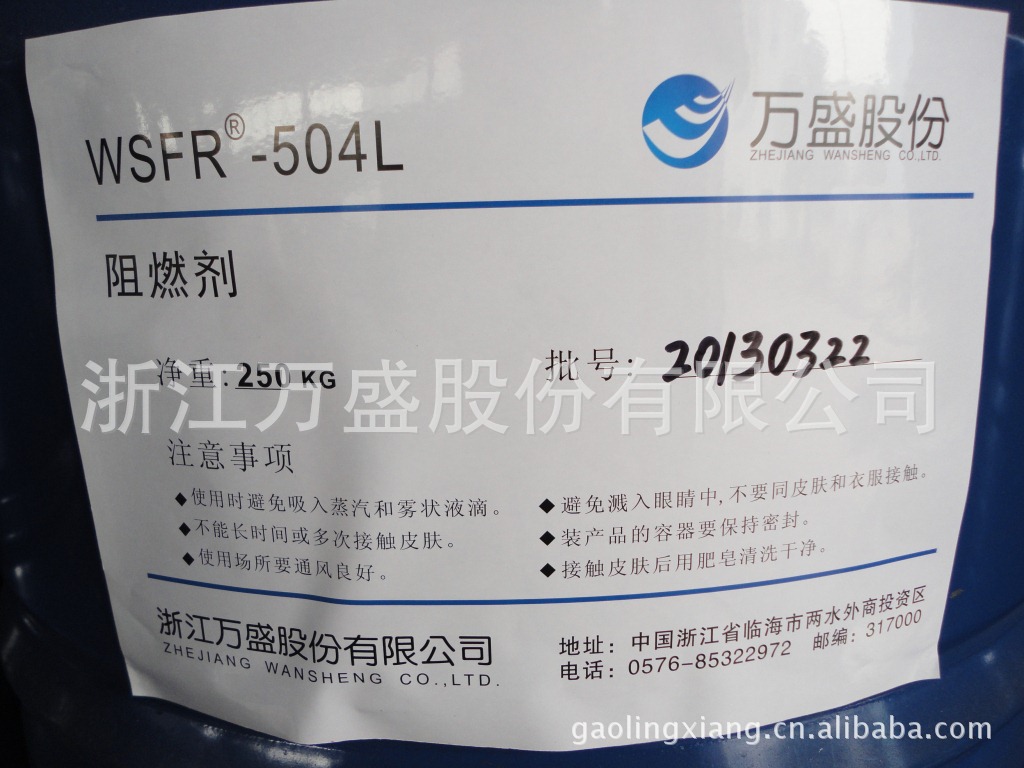 WSFR®-504L
万盛股份
ZHEJIANG WANSHENG CO.,LTD.
阻燃剂
净重: 250 KG
批号: 20130322
浙江万盛股份有限公司
注意事项
◆使用时避免吸入蒸汽和雾状液滴。
◆不能长时间或多次接触皮肤。
◆使用场所要通风良好。
◆避免溅入眼睛中,不要同皮肤和衣服接触。
◆装产品的容器要保持密封。
◆接触皮肤后用肥皂清洗干净。
浙江万盛股份有限公司
ZHEJIANG WANSHENG CO.,LTD.
地址: 中国浙江省临海市两水外商投资区
电话: 0576-85322972 邮编: 317000
gaolingxiang.cn.alibaba.com